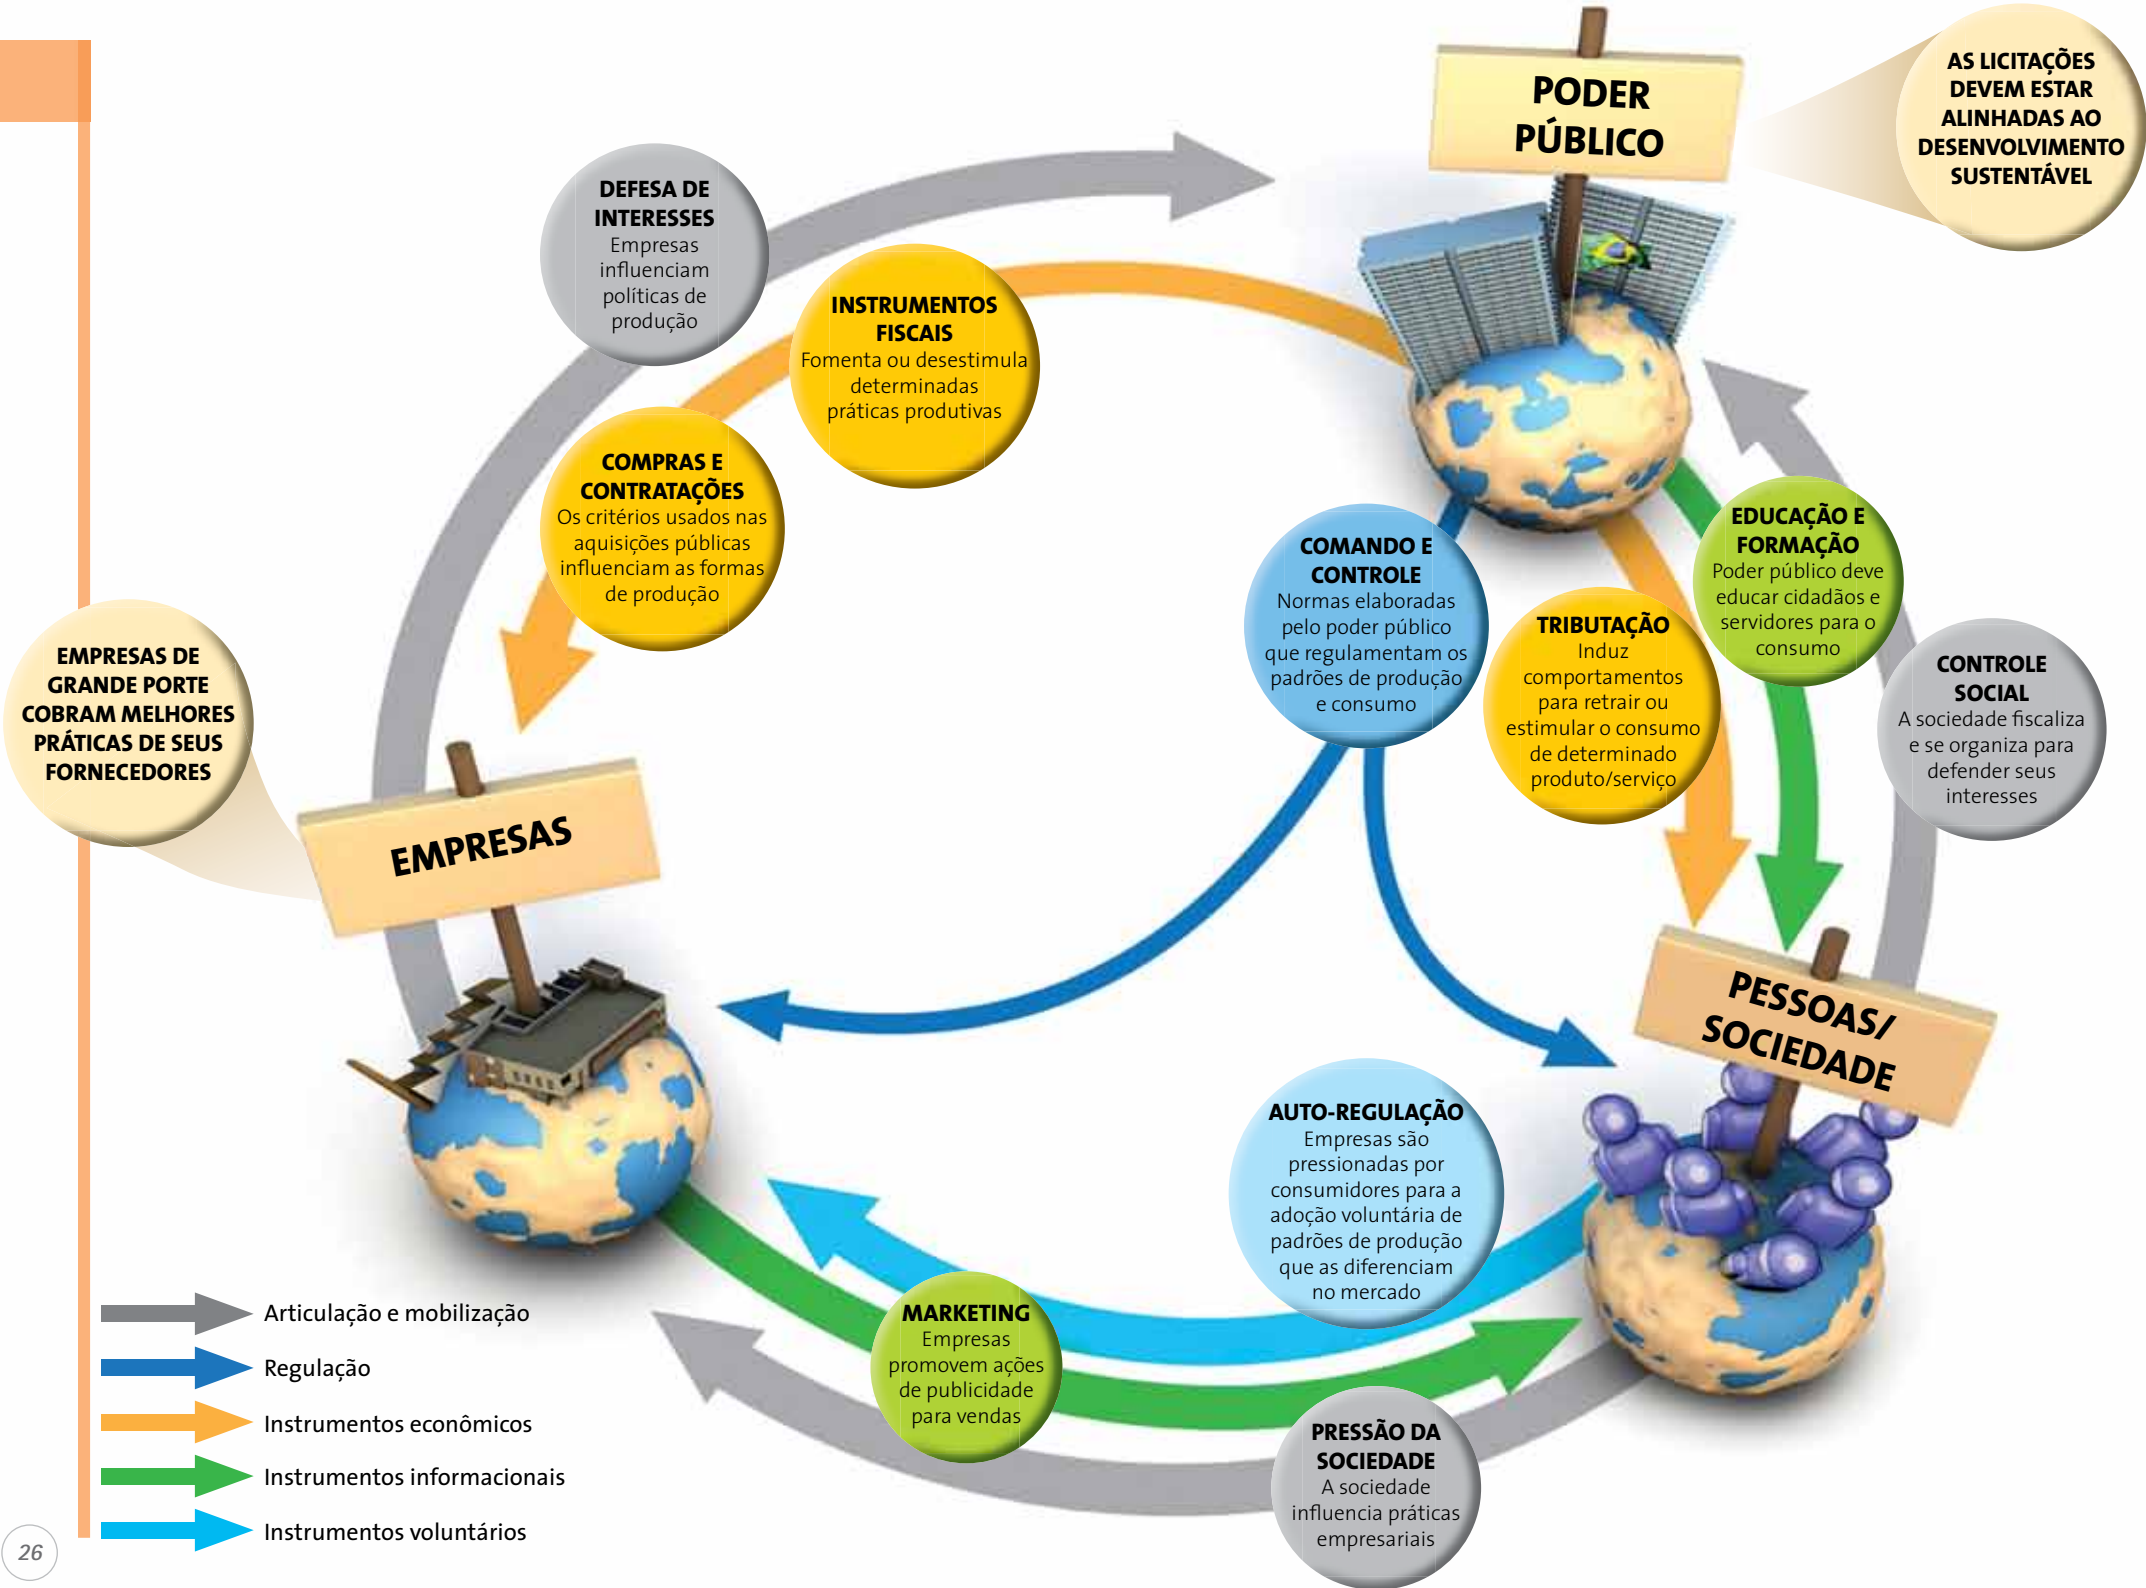 PODER
PÚBLICO
AS LICITAÇÕES
DEVEM ESTAR
ALINHADAS AO
DESENVOLVIMENTO
SUSTENTÁVEL
DEFESA DE
INTERESSES
Empresas
influenciam
políticas de
produção
INSTRUMENTOS
FISCAIS
Fomenta ou desestimula
determinadas
práticas produtivas
COMPRAS E
CONTRATAÇÕES
Os critérios usados nas
aquisições públicas
influenciam as formas
de produção
COMANDO E
CONTROLE
Normas elaboradas
pelo poder público
que regulamentam os
padrões de produção
e consumo
TRIBUTAÇÃO
Induz
comportamentos
para retrair ou
estimular o consumo
de determinado
produto/serviço
EDUCAÇÃO E
FORMAÇÃO
Poder público deve
educar cidadãos e
servidores para o
consumo
CONTROLE
SOCIAL
A sociedade fiscaliza
e se organiza para
defender seus
interesses
EMPRESAS DE
GRANDE PORTE
COBRAM MELHORES
PRÁTICAS DE SEUS
FORNECEDORES
EMPRESAS
PESSOAS/
SOCIEDADE
AUTO-REGULAÇÃO
Empresas são
pressionadas por
consumidores para a
adoção voluntária de
padrões de produção
que as diferenciam
no mercado
MARKETING
Empresas
promovem ações
de publicidade
para vendas
PRESSÃO DA
SOCIEDADE
A sociedade
influencia práticas
empresariais
Articulação e mobilização
Regulação
Instrumentos econômicos
Instrumentos informacionais
Instrumentos voluntários
26